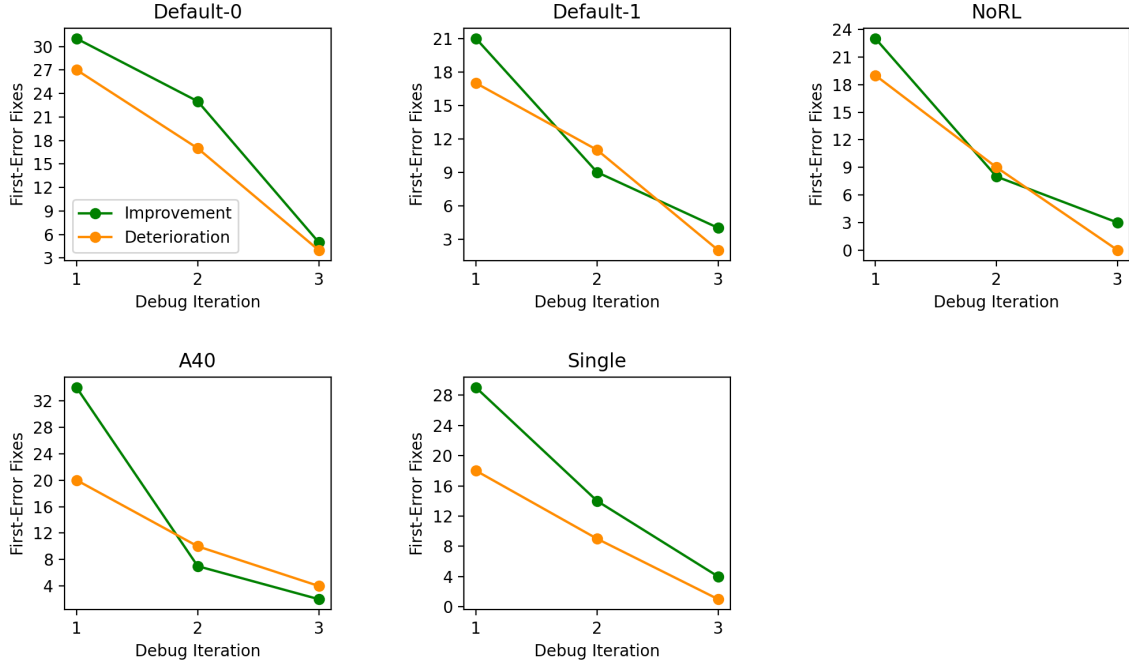 Default-0
First-Error Fixes
30
27
24
21
18
15
12
9
6
3
Improvement
Deterioration
1 2 3
Debug Iteration
Default-1
First-Error Fixes
21
18
15
12
9
6
3
1 2 3
Debug Iteration
NoRL
First-Error Fixes
24
21
18
15
12
9
6
3
0
1 2 3
Debug Iteration
A40
First-Error Fixes
32
28
24
20
16
12
8
4
1 2 3
Debug Iteration
Single
First-Error Fixes
28
24
20
16
12
8
4
0
1 2 3
Debug Iteration